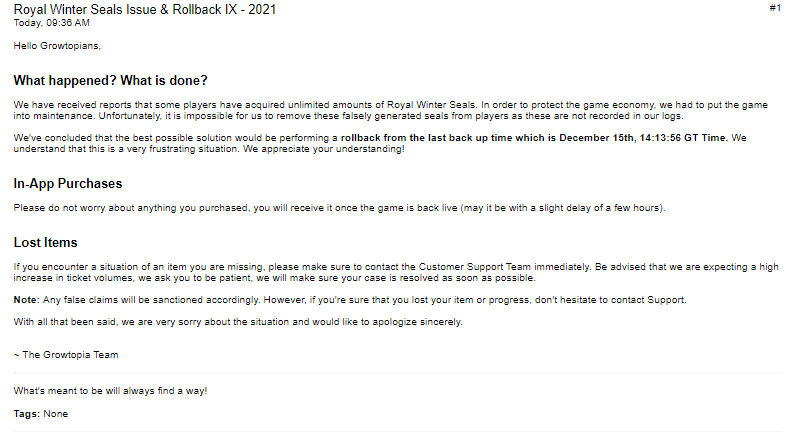 Royal Winter Seals Issue & Rollback IX - 2021
#1
Today, 09:36 AM
Hello Growtopians,
What happened? What is done?
We have received reports that some players have acquired unlimited amounts of Royal Winter Seals. In order to protect the game economy, we had to put the game
into maintenance. Unfortunately, it is impossible for us to remove these falsely generated seals from players as these are not recorded in our logs.
We've concluded that the best possible solution would be performing a rollback from the last back up time which is December 15th, 14:13:56 GT Time. We
understand that this is a very frustrating situation. We appreciate your understanding!
In-App Purchases
Please do not worry about anything you purchased, you will receive it once the game is back live (may it be with a slight delay of a few hours).
Lost Items
If you encounter a situation of an item you are missing, please make sure to contact the Customer Support Team immediately. Be advised that we are expecting a high
increase in ticket volumes, we ask you to be patient, we will make sure your case is resolved as soon as possible.
Note: Any false claims will be sanctioned accordingly. However, if you're sure that you lost your item or progress, don't hesitate to contact Support.
With all that been said, we are very sorry about the situation and would like to apologize sincerely.
~ The Growtopia Team
What's meant to be will always find a way!
Tags: None